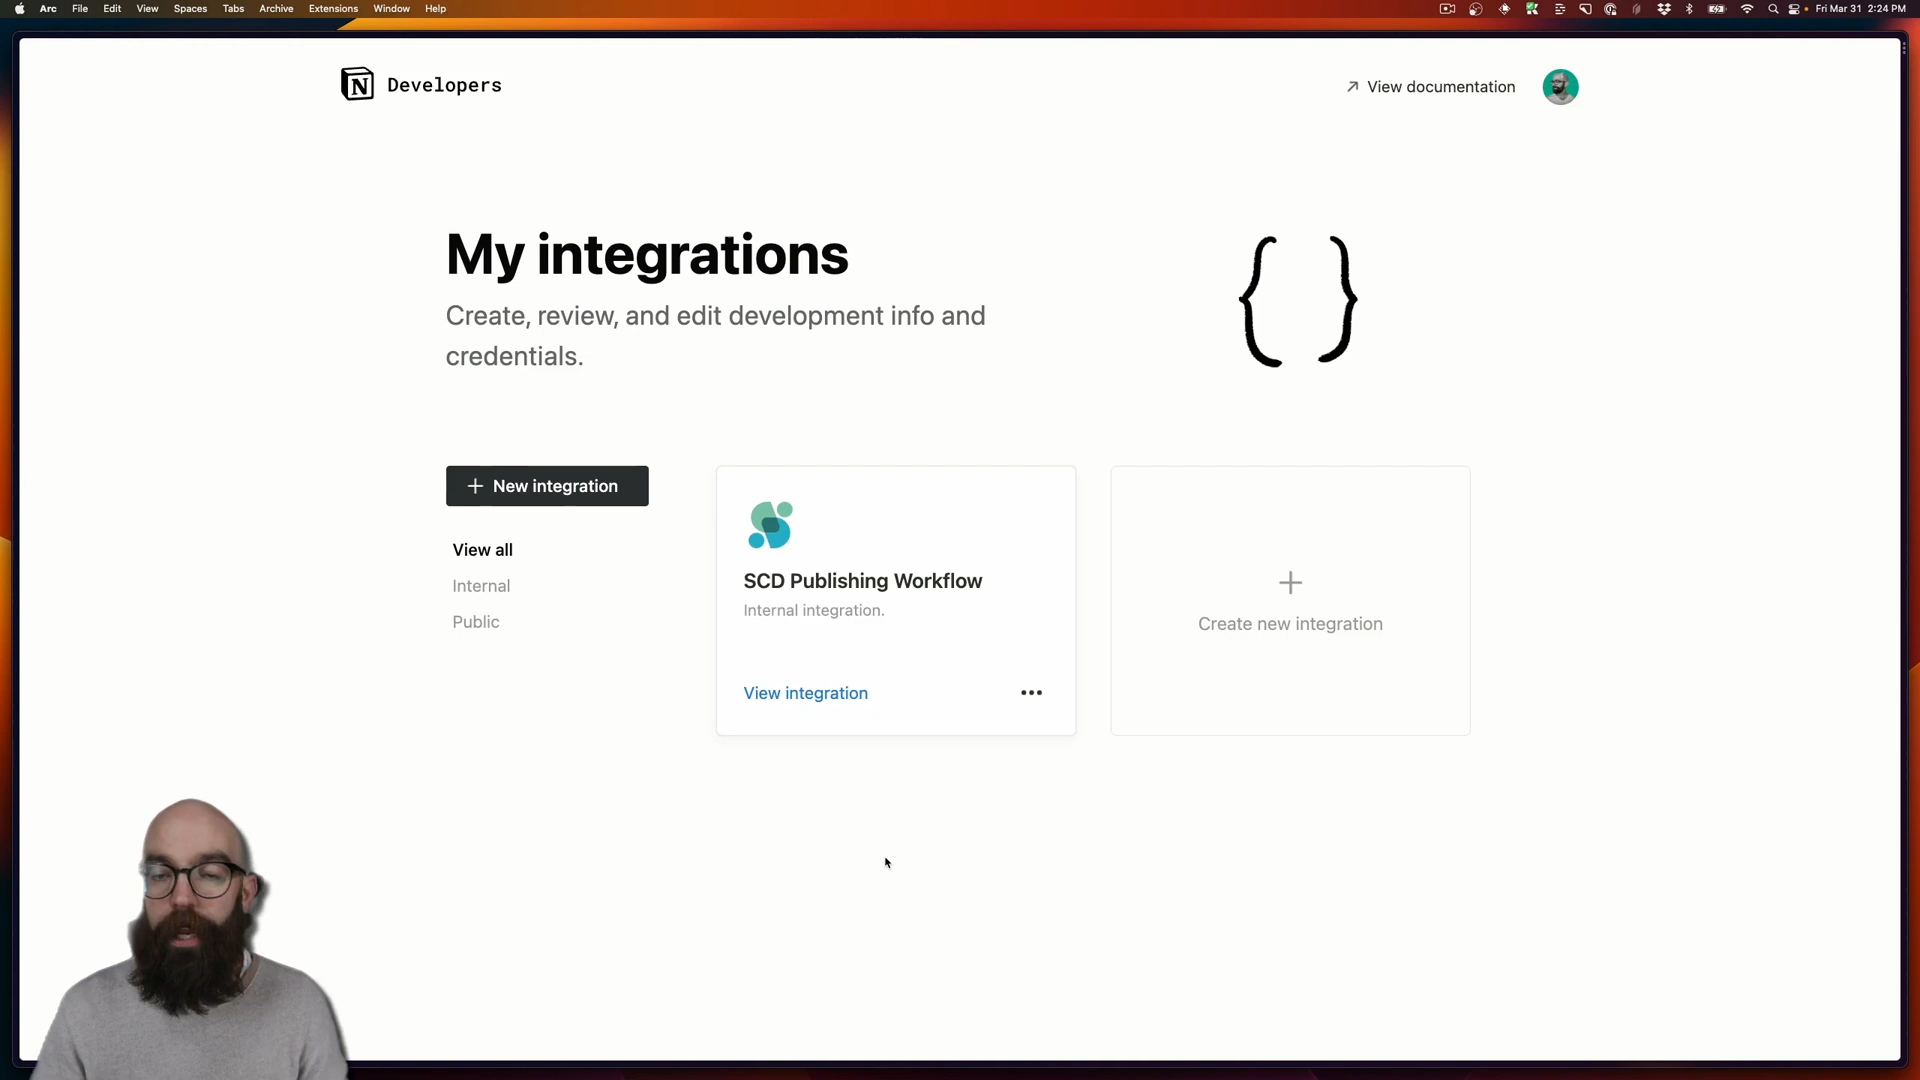 Arc File Edit View Spaces Tabs Archive Extensions Window Help Fri Mar 31 2:24 PM
N Developers
View documentation
My integrations
Create, review, and edit development info and
credentials.
{ }
New integration
View all
Internal
Public
SCD Publishing Workflow
Internal integration.
View integration
Create new integration